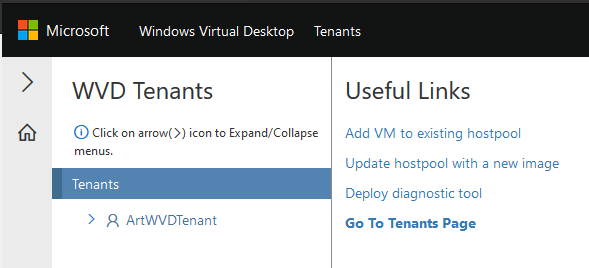 Microsoft Windows Virtual Desktop Tenants
WVD Tenants
Click on arrow(>) icon to Expand/Collapse
menus.
Tenants
ArtWVDTenant
Useful Links
Add VM to existing hostpool
Update hostpool with a new image
Deploy diagnostic tool
Go To Tenants Page